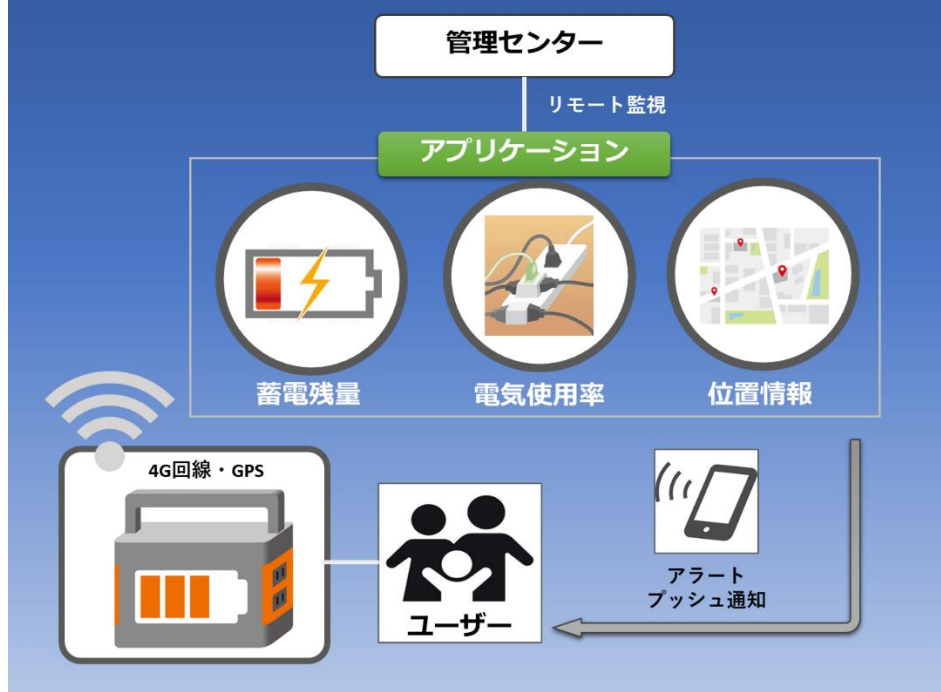 管理センター
リモート監視
アプリケーション
蓄電残量
電気使用率
位置情報
4G回線・GPS
ユーザー
アラート
プッシュ通知